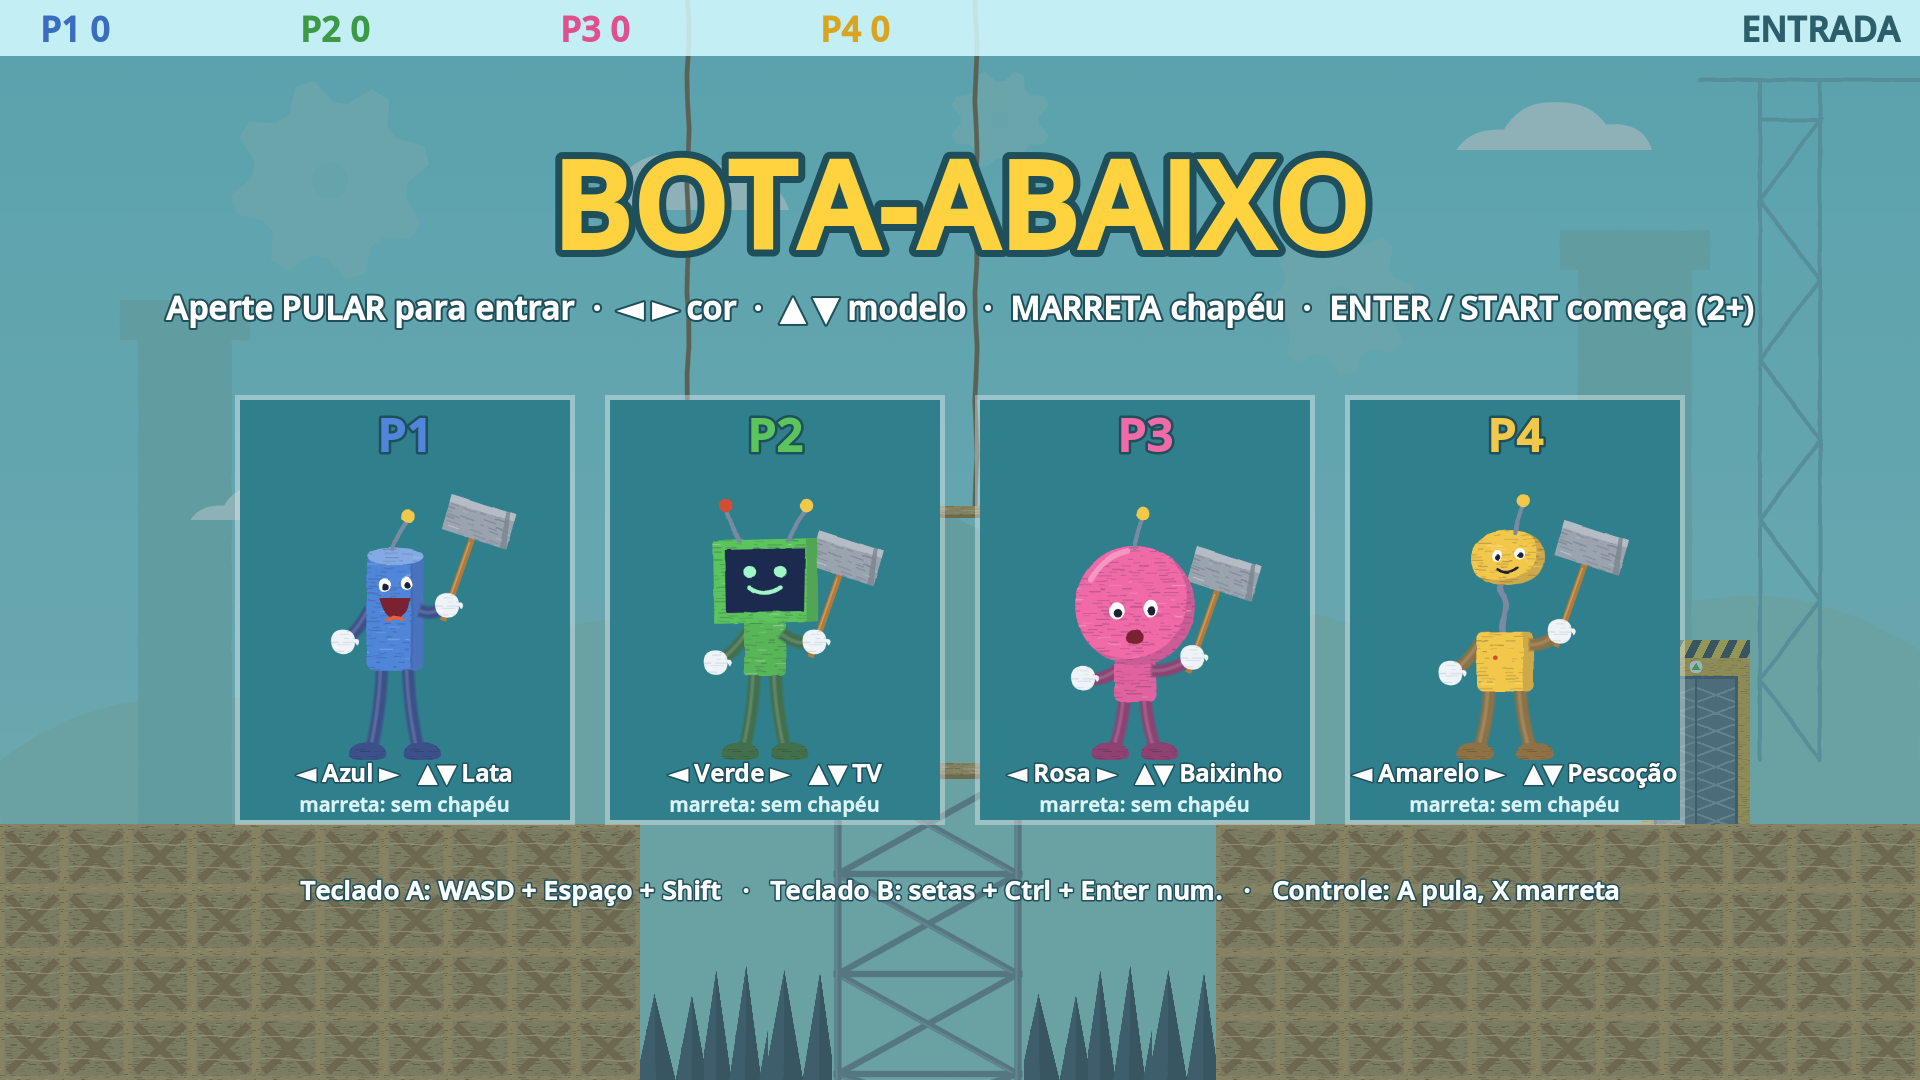 P1 0 P2 0 P3 0 P4 0 ENTRADA
BOTA-ABAIXO
Aperte PULAR para entrar · ◄ ► cor · ▲▼ modelo · MARRETA chapéu · ENTER / START começa (2+)
P1 P2 P3 P4
◄ Azul ► ▲▼ Lata ◄ Verde ► ▲▼ TV ◄ Rosa ► ▲▼ Baixinho ◄ Amarelo ► ▲▼ Pescoção
marreta: sem chapéu marreta: sem chapéu marreta: sem chapéu marreta: sem chapéu
Teclado A: WASD + Espaço + Shift · Teclado B: setas + Ctrl + Enter num. · Controle: A pula, X marreta